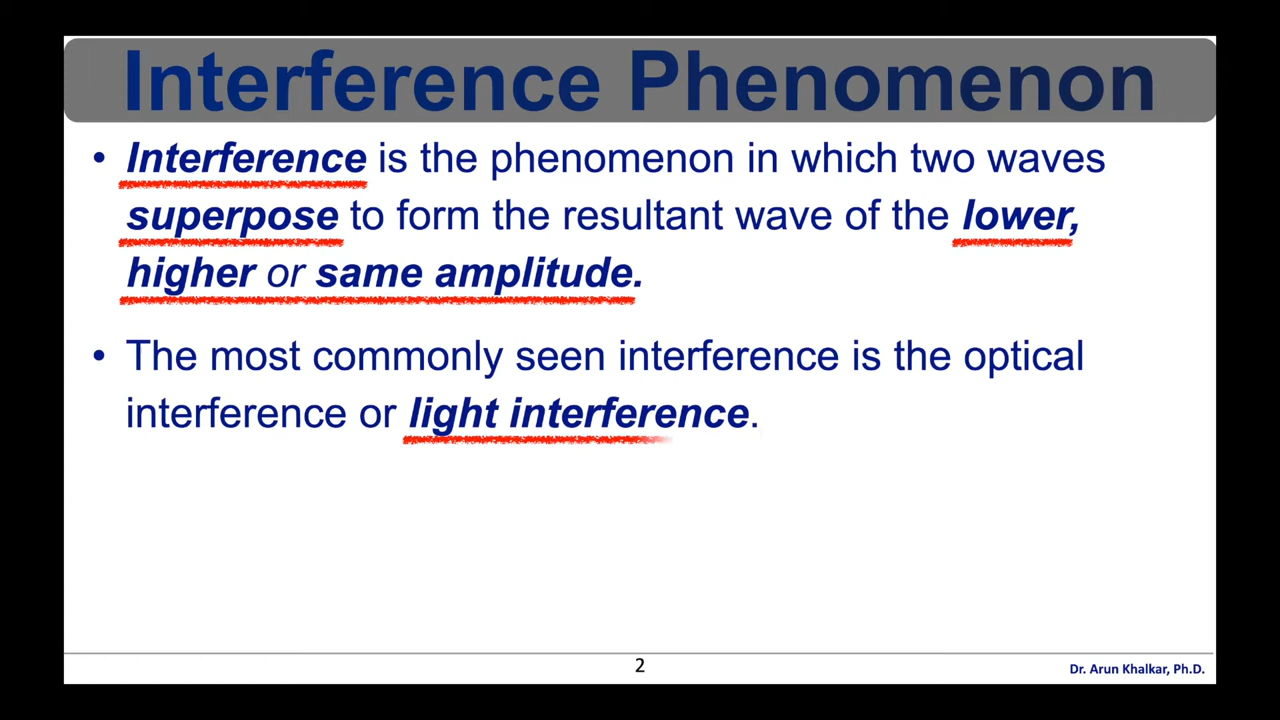 Interference Phenomenon
• Interference is the phenomenon in which two waves
superpose to form the resultant wave of the lower,
higher or same amplitude.
• The most commonly seen interference is the optical
interference or light interference.
2
Dr. Arun Khalkar, Ph.D.